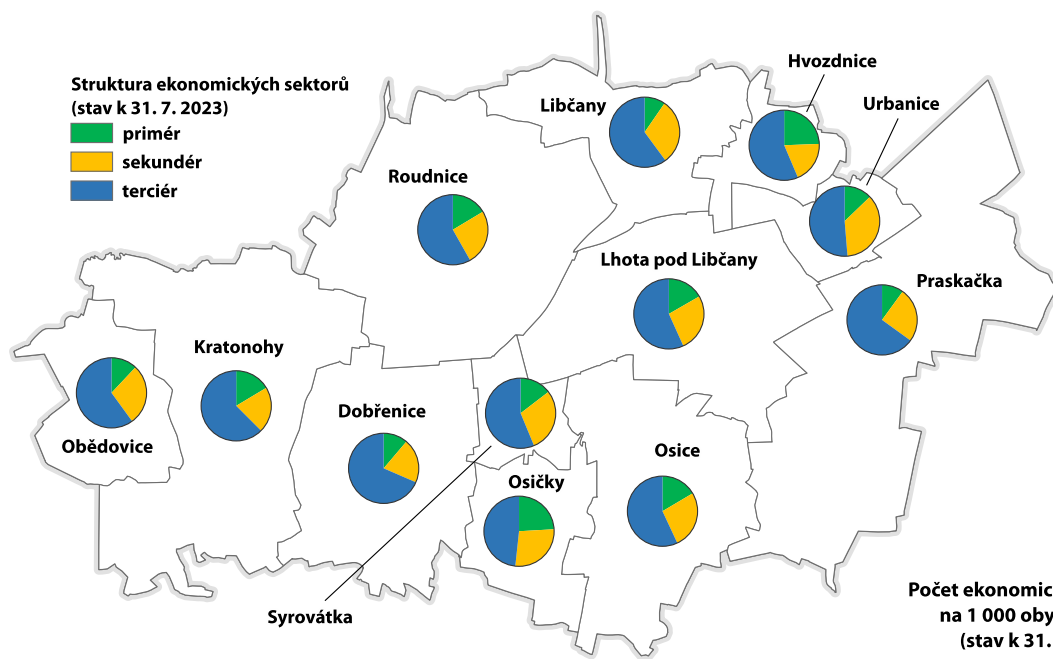 Struktura ekonomických sektorů
(stav k 31. 7. 2023)
primér
sekundér
terciér
Hvozdnice
Libčany
Urbanice
Roudnice
Lhota pod Libčany
Praskačka
Kratonohy
Dobřenice
Obědovice
Osice
Osičky
Syrovátka
Počet ekonomic
na 1 000 oby
(stav k 31.